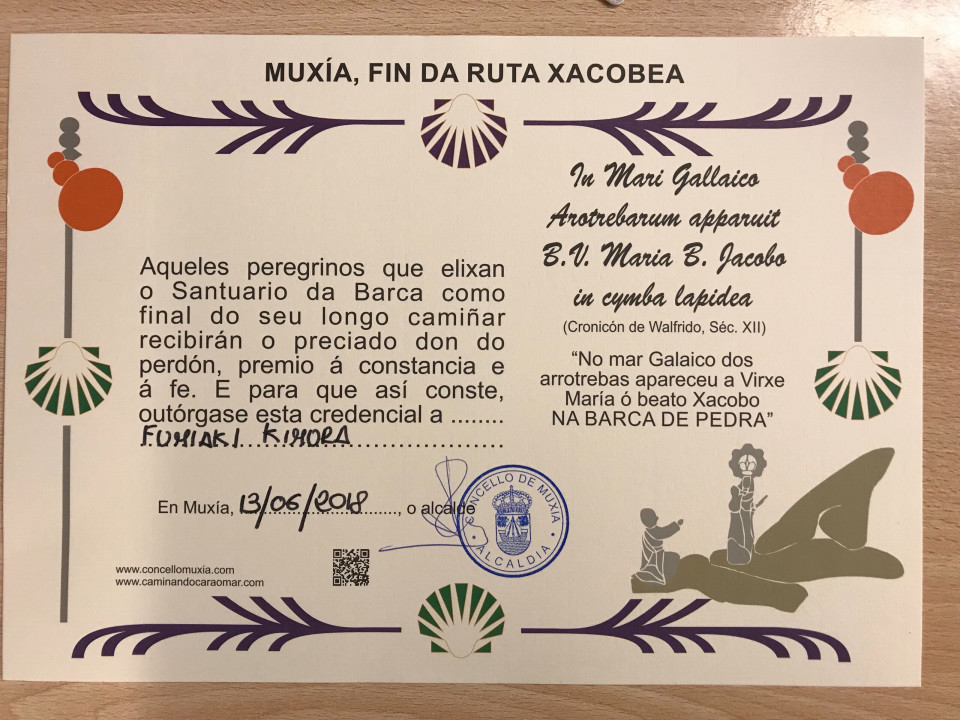 MUXÍA, FIN DA RUTA XACOBEA
Aqueles peregrinos que elixan
o Santuario da Barca como
final do seu longo camiñar
recibirán o preciado don do
perdón, premio á constancia e
á fe. E para que así conste,
outórgase esta credencial a ........
FUMIAKI KIMORA
En Muxía, 13/06/2018, o alcalde
www.concellomuxia.com
www.caminandocaraomar.com
In Mari Gallaico
Arotrebarum apparuit
B.V. Maria B. Jacobo
in cymba lapidea
(Cronicón de Walfrido, Séc. XII)
“No mar Galaico dos
arrotrebas apareceu a Virxe
María ó beato Xacobo
NA BARCA DE PEDRA”
CONCELLO DE MUXIA
• ALCALDIA •